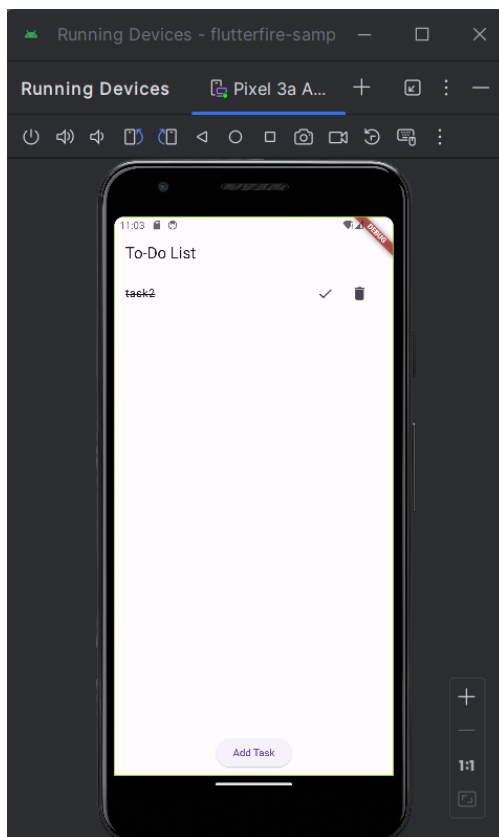 Running Devices - flutterfire-samp
Running Devices
Pixel 3a A...
11:03
DEBUG
To-Do List
task2
Add Task
1:1